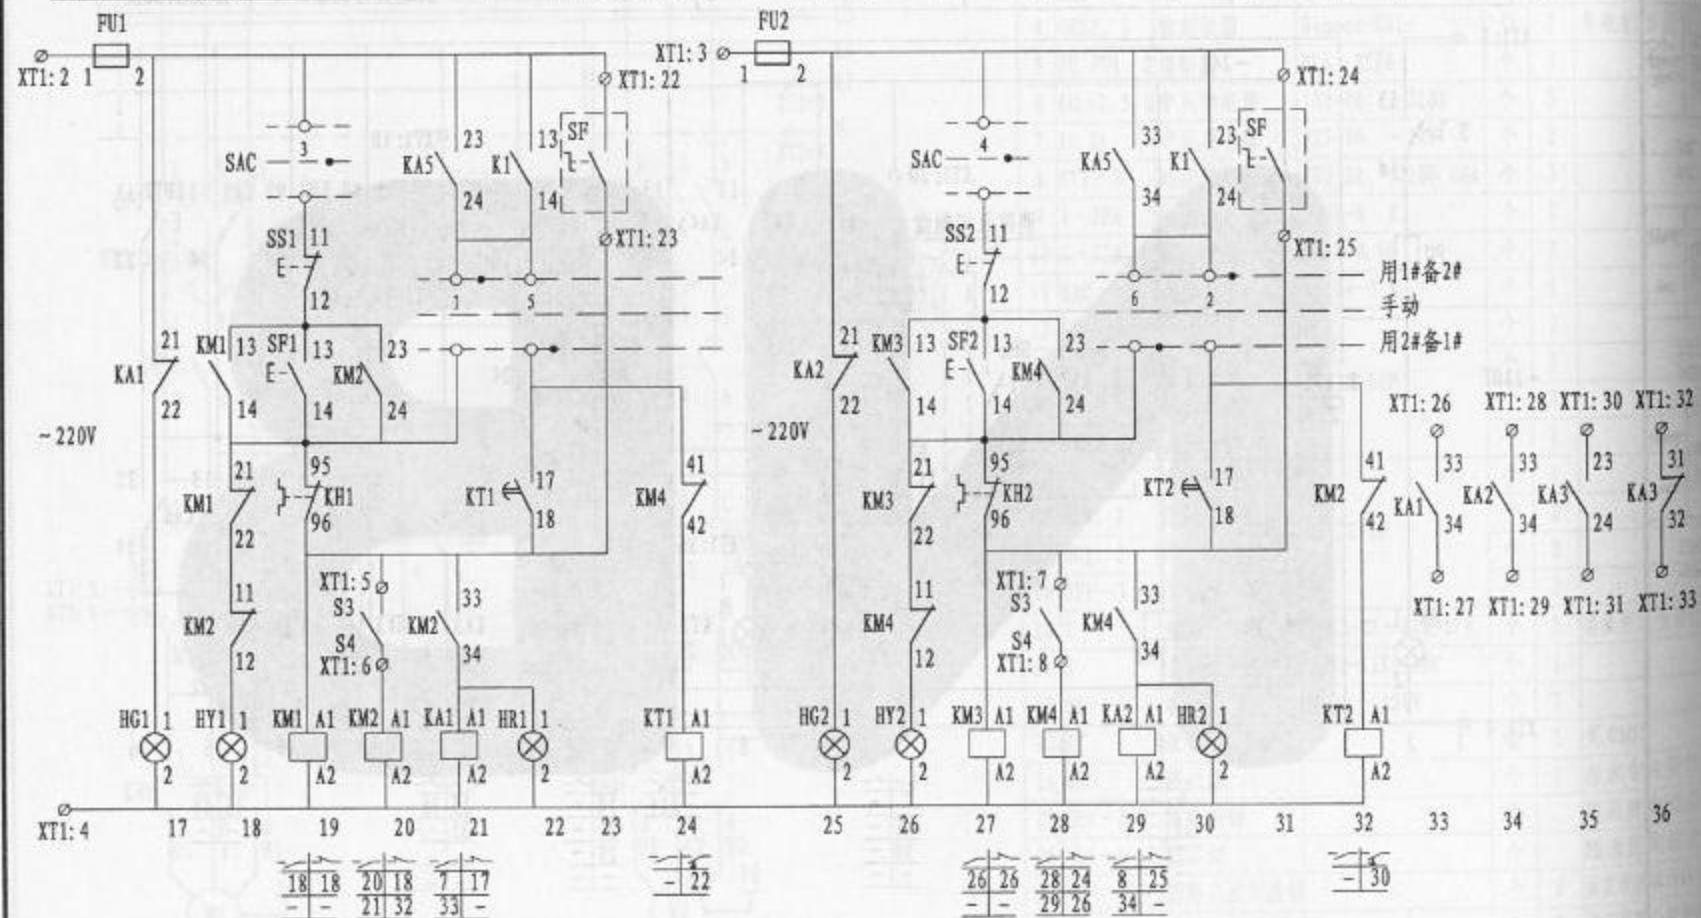 FU1
FU2
XT1:2 1 2
XT1:22
XT1:3 1 2
XT1:24
SAC 3
KA5 23 24
K1 13 14
SF
SAC 4
KA5 33 34
K1 23 24
SF
XT1:23
XT1:25
SS1 11 12
E
SS2 11 12
E
1 5
6 2
用1#备2#
手动
用2#备1#
KA1 21 22
KM1 13 14
SF1 13 14
E
KM2 23 24
KA2 21 22
KM3 13 14
SF2 13 14
E
KM4 23 24
~220V
~220V
XT1:26 XT1:28 XT1:30 XT1:32
KM1 21 22
KH1 95 96
KT1 17 18
KM4 41 42
KM3 21 22
KH2 95 96
KT2 17 18
KM2 41 42
KA1 33 34
KA2 33 34
KA3 23 24
KA3 31 32
XT1:27 XT1:29 XT1:31 XT1:33
KM2 11 12
XT1:5
S3
S4
XT1:6
KM2 33 34
KM4 11 12
XT1:7
S3
S4
XT1:8
KM4 33 34
HG1 1 HY1 1 KM1 A1 KM2 A1 KA1 A1 HR1 1 KT1 A1 HG2 1 HY2 1 KM3 A1 KM4 A1 KA2 A1 HR2 1 KT2 A1
2 2 A2 A2 A2 2 A2 2 2 A2 A2 A2 2 A2
XT1:4 17 18 19 20 21 22 23 24 25 26 27 28 29 30 31 32 33 34 35 36
18 18 20 18 7 17 - 22 26 26 28 24 8 25 - 30
- - 21 32 33 - - - 29 26 34 -